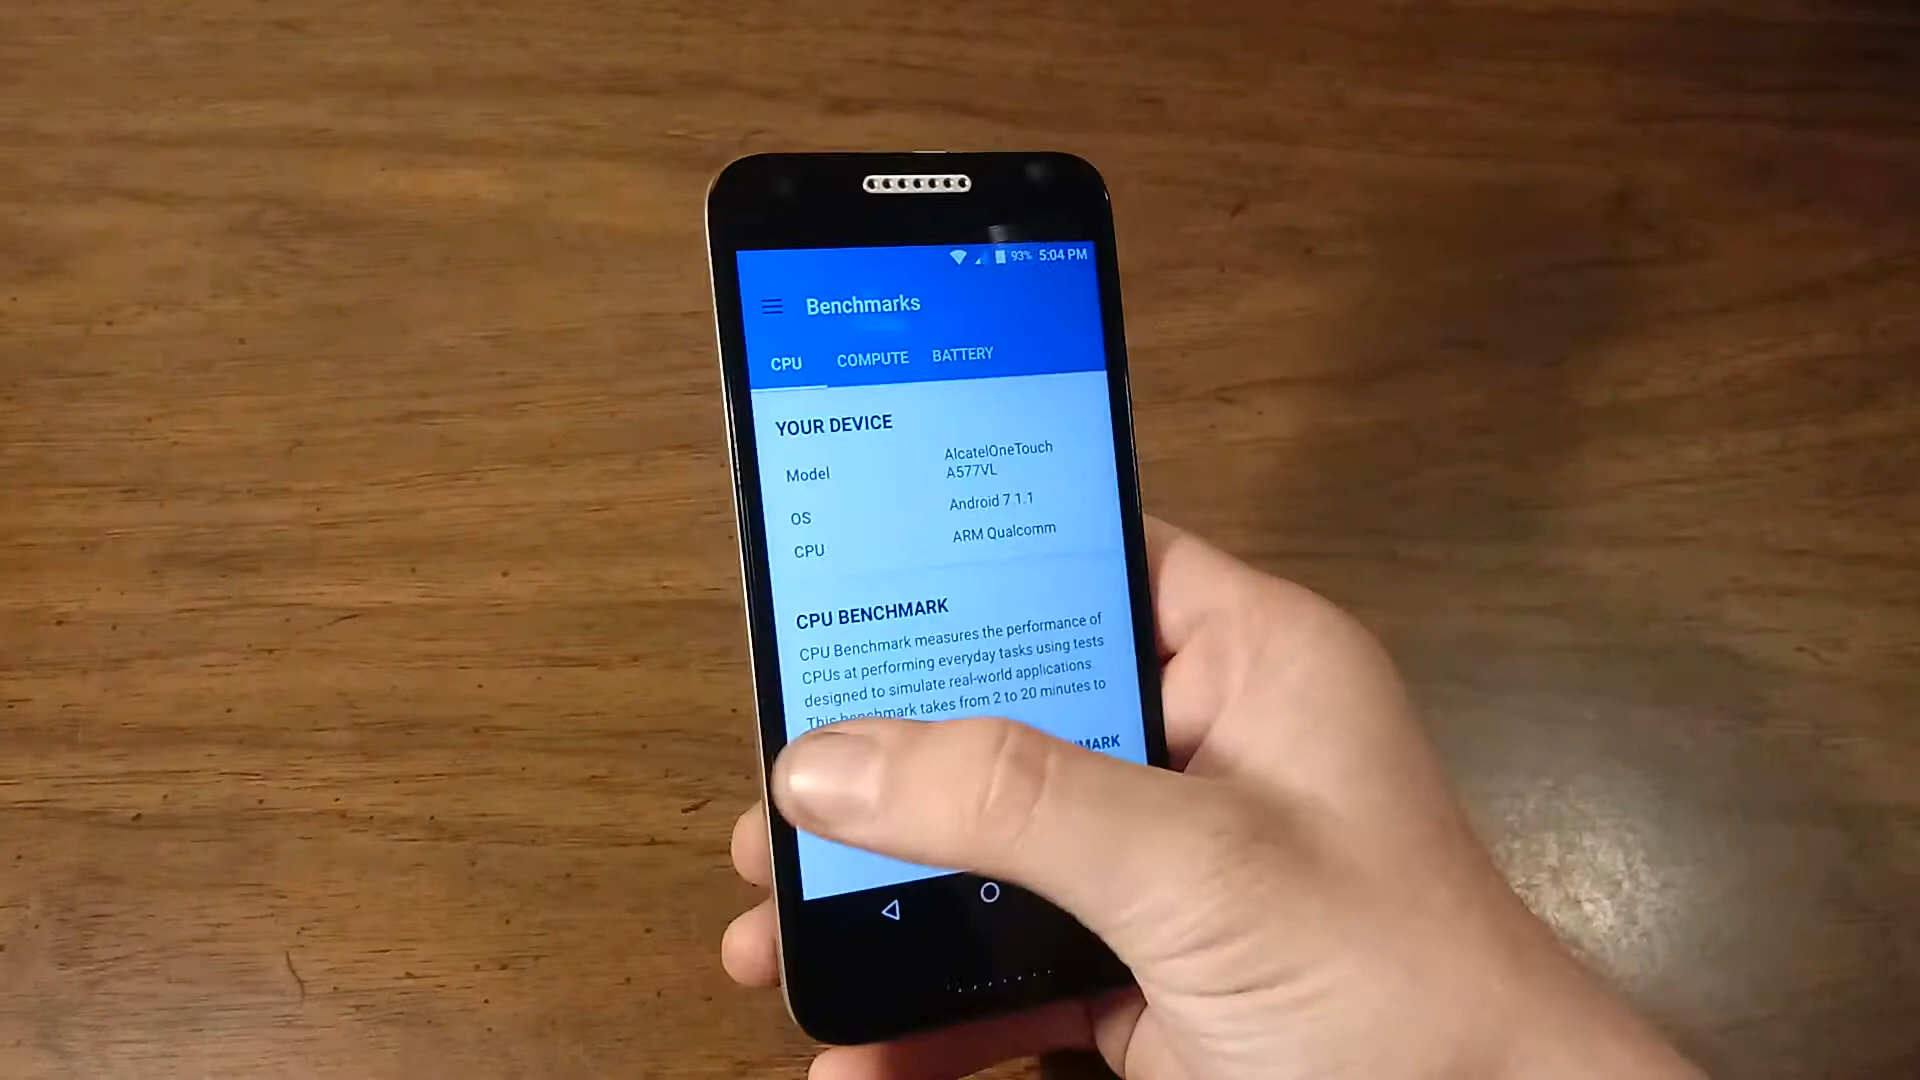 93% 5:04 PM
Benchmarks
CPU COMPUTE BATTERY
YOUR DEVICE
Model AlcatelOneTouch
A577VL
OS Android 7 1.1
CPU ARM Qualcomm
CPU BENCHMARK
CPU Benchmark measures the performance of
CPUs at performing everyday tasks using tests
designed to simulate real-world applications
This benchmark takes from 2 to 20 minutes to
MARK